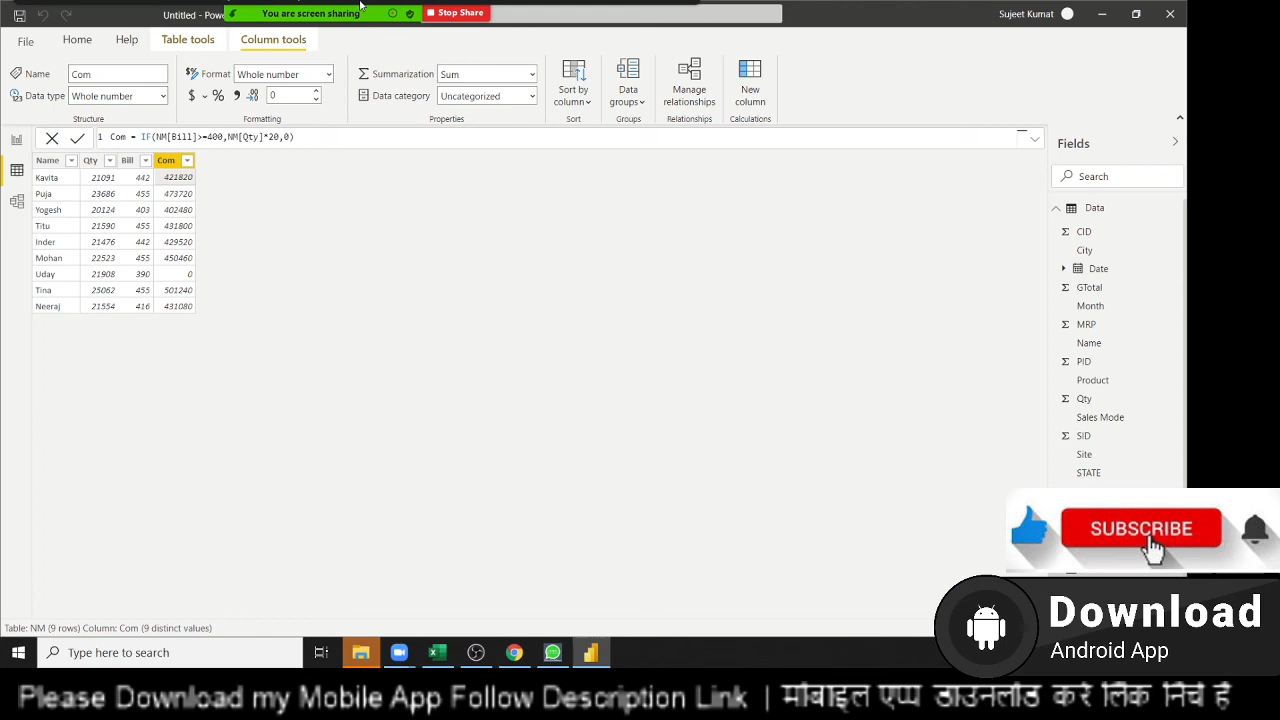 Untitled - Pow
You are screen sharing
Stop Share
Sujeet Kumat
File
Home
Help
Table tools
Column tools
Name
Com
Format
Whole number
Summarization
Sum
Data type
Whole number
$
%
0
Data category
Uncategorized
Sort by column
Data groups
Manage relationships
New column
Structure
Formatting
Properties
Sort
Groups
Relationships
Calculations
1 Com = IF(NM[Bill]>=400,NM[Qty]*20,0)
Name Qty Bill Com
Kavita 21091 442 421820
Puja 23686 455 473720
Yogesh 20124 403 402480
Titu 21590 455 431800
Inder 21476 442 429520
Mohan 22523 455 450460
Uday 21908 390 0
Tina 25062 455 501240
Neeraj 21554 416 431080
Fields
Search
Data
CID
City
Date
GTotal
Month
MRP
Name
PID
Product
Qty
Sales Mode
SID
Site
STATE
SUBSCRIBE
Download
Android App
Table: NM (9 rows) Column: Com (9 distinct values)
Type here to search
Please Download my Mobile App Follow Description Link | मोबाइल एप्प डाउनलोड करे लिंक निचे है